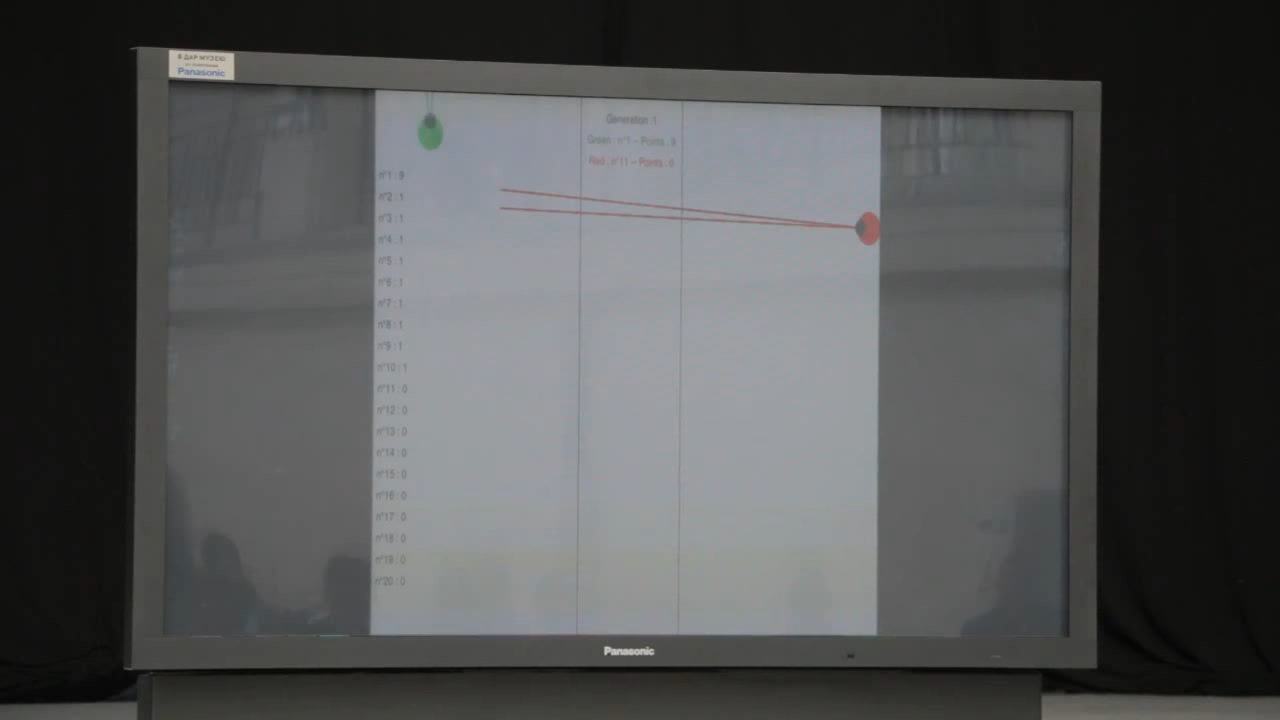 В ДАР МУЗЕЮ
Panasonic
Generation : 1
Green : n°1 – Points : 9
Red : n°11 – Points : 0
n°1 : 9
n°2 : 1
n°3 : 1
n°4 : 1
n°5 : 1
n°6 : 1
n°7 : 1
n°8 : 1
n°9 : 1
n°10 : 1
n°11 : 0
n°12 : 0
n°13 : 0
n°14 : 0
n°15 : 0
n°16 : 0
n°17 : 0
n°18 : 0
n°19 : 0
n°20 : 0
Panasonic